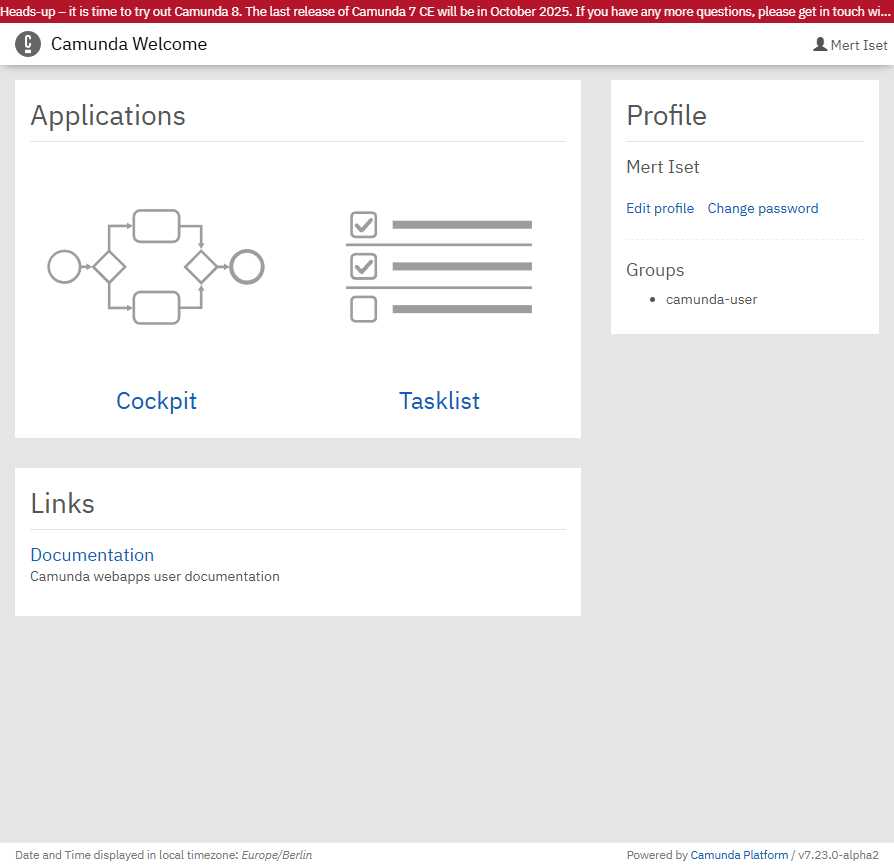 Heads-up – it is time to try out Camunda 8. The last release of Camunda 7 CE will be in October 2025. If you have any more questions, please get in touch wi...
Camunda Welcome
Mert Iset
Applications
Cockpit
Tasklist
Profile
Mert Iset
Edit profile Change password
Groups
• camunda-user
Links
Documentation
Camunda webapps user documentation
Date and Time displayed in local timezone: Europe/Berlin
Powered by Camunda Platform / v7.23.0-alpha2